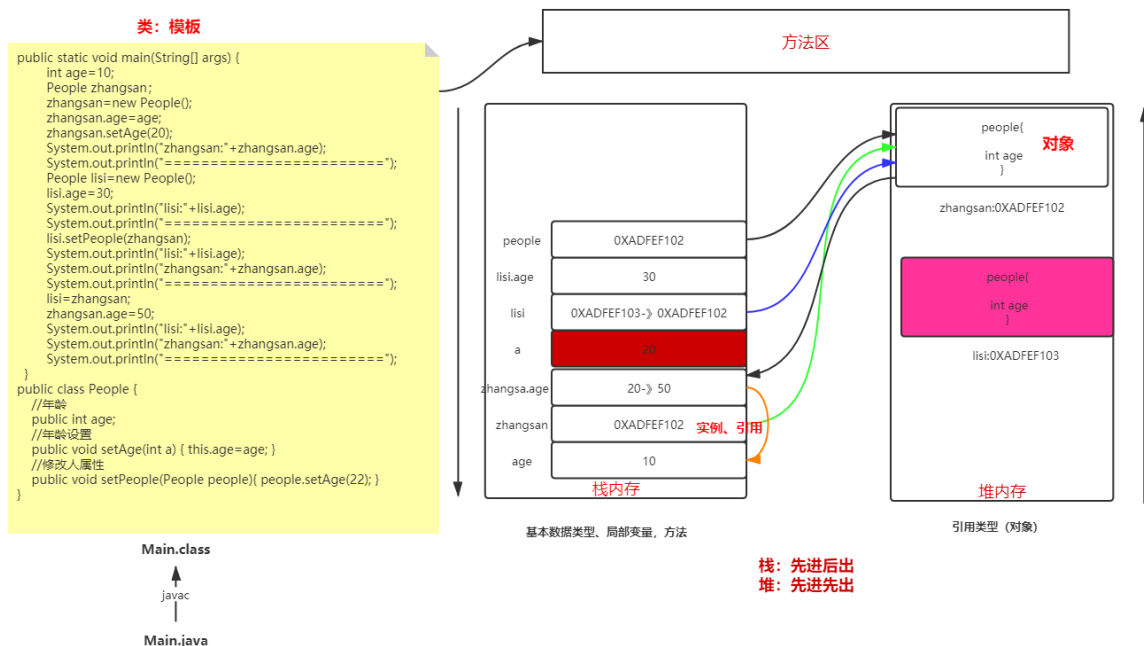 类：模板
public static void main(String[] args) {
int age=10;
People zhangsan;
zhangsan=new People();
zhangsan.age=age;
zhangsan.setAge(20);
System.out.println("zhangsan:"+zhangsan.age);
System.out.println("========================");
People lisi=new People();
lisi.age=30;
System.out.println("lisi:"+lisi.age);
System.out.println("========================");
lisi.setPeople(zhangsan);
System.out.println("lisi:"+lisi.age);
System.out.println("zhangsan:"+zhangsan.age);
System.out.println("========================");
lisi=zhangsan;
zhangsan.age=50;
System.out.println("lisi:"+lisi.age);
System.out.println("zhangsan:"+zhangsan.age);
System.out.println("========================");
}
public class People {
//年龄
public int age;
//年龄设置
public void setAge(int a) { this.age=age; }
//修改人属性
public void setPeople(People people){ people.setAge(22); }
}
Main.class
javac
Main.java
方法区
people 0XADFEF102
lisi.age 30
lisi 0XADFEF103-》0XADFEF102
a 20
zhangsa.age 20-》50
zhangsan 0XADFEF102 实例、引用
age 10
栈内存
基本数据类型、局部变量，方法
people{
int age
}
对象
zhangsan:0XADFEF102
people{
int age
}
lisi:0XADFEF103
堆内存
引用类型（对象）
栈：先进后出
堆：先进先出